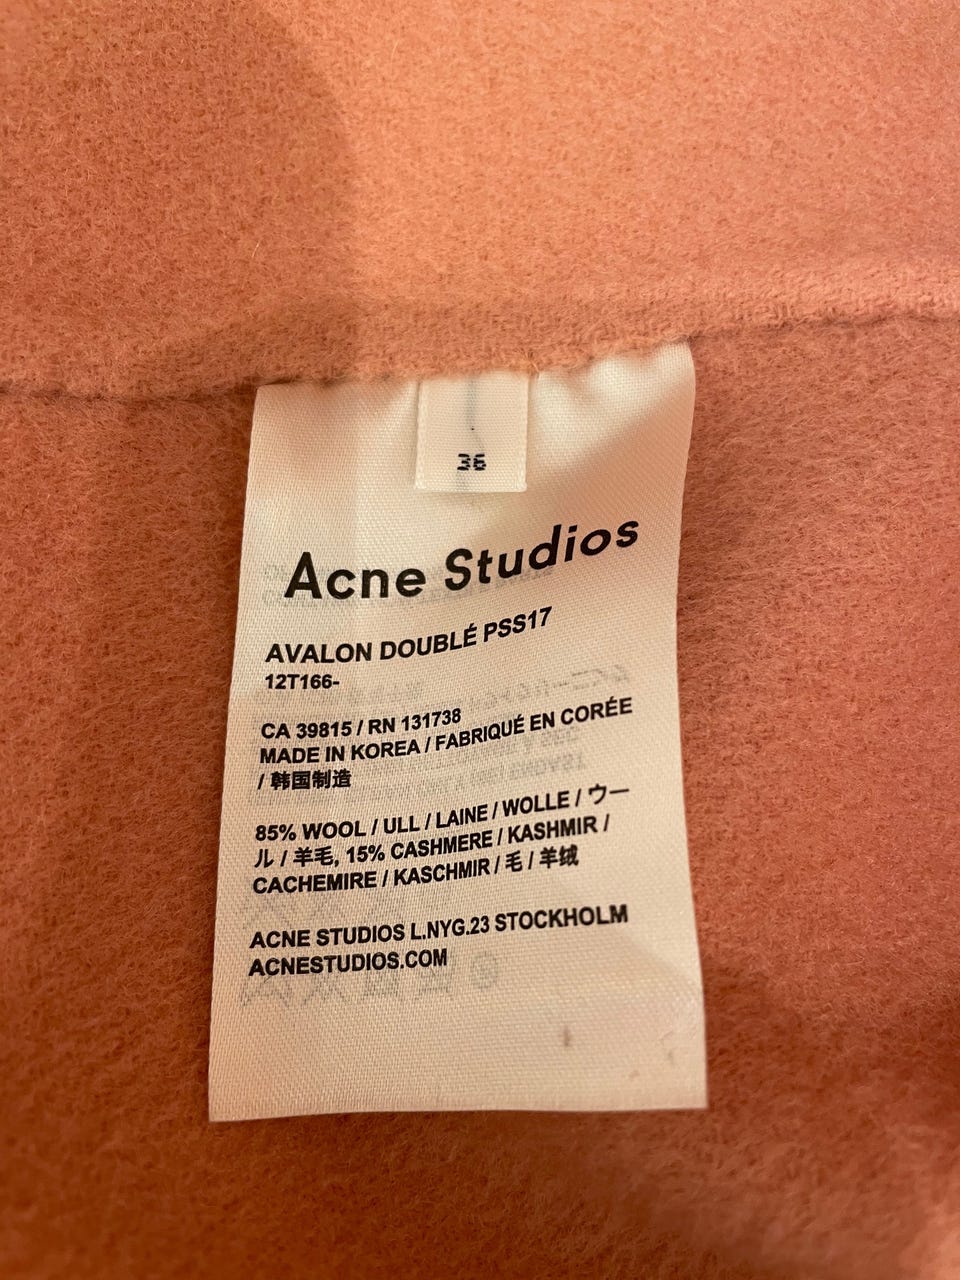 36
Acne Studios
AVALON DOUBLÉ PSS17
12T166-
CA 39815 / RN 131738
MADE IN KOREA / FABRIQUÉ EN CORÉE
/ 韩国制造
85% WOOL / ULL / LAINE / WOLLE / ウー
ル / 羊毛, 15% CASHMERE / KASHMIR /
CACHEMIRE / KASCHMIR / 毛 / 羊绒
ACNE STUDIOS L.NYG.23 STOCKHOLM
ACNESTUDIOS.COM